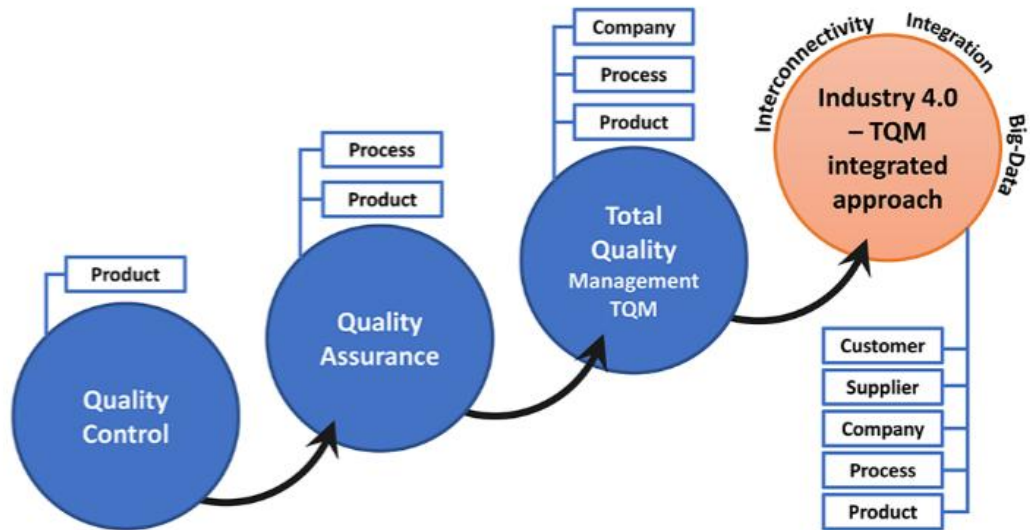 Product
Quality
Control
Process
Product
Quality
Assurance
Company
Process
Product
Total
Quality
Management
TQM
Interconnectivity
Integration
Big-Data
Industry 4.0
– TQM
integrated
approach
Customer
Supplier
Company
Process
Product